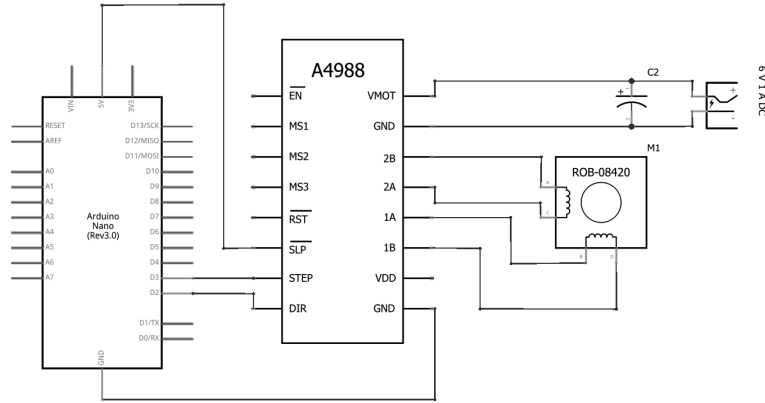 VIN
5V
3V3
RESET
AREF
A0
A1
A2
A3
A4
A5
A6
A7
Arduino
Nano
(Rev3.0)
D13/SCK
D12/MISO
D11/MOSI
D10
D9
D8
D7
D6
D5
D4
D3
D2
D1/TX
D0/RX
GND
A4988
EN
MS1
MS2
MS3
RST
SLP
STEP
DIR
VMOT
GND
2B
2A
1A
1B
VDD
GND
C2
+
1
2
6 V 1 A DC
+
-
M1
ROB-08420
A
C
B
D